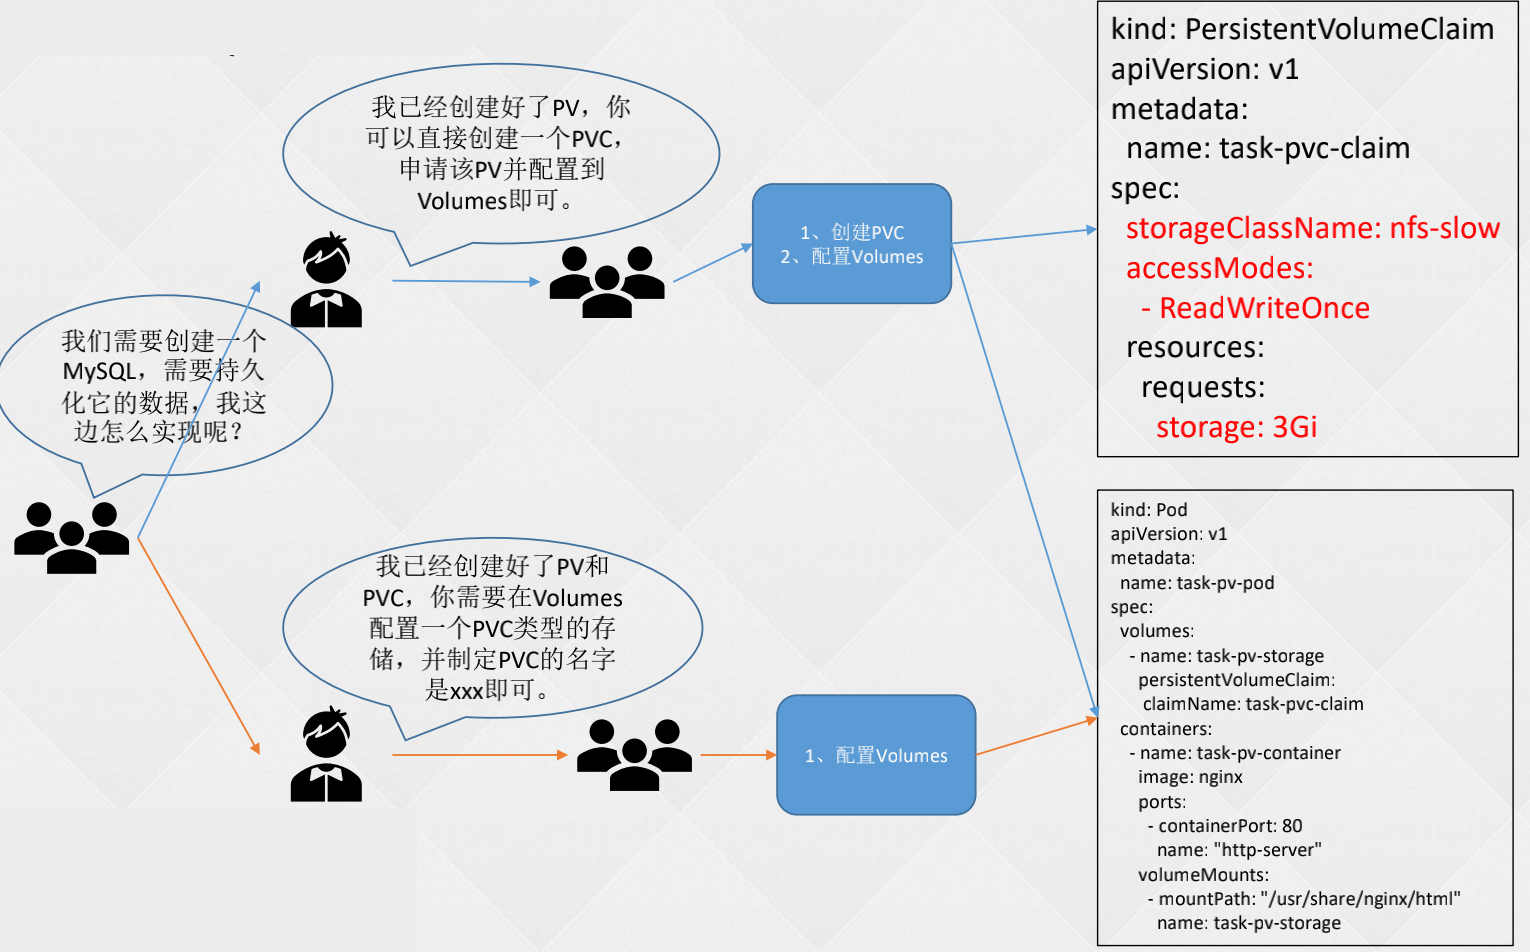 我已经创建好了PV，你
可以直接创建一个PVC，
申请该PV并配置到
Volumes即可。
我们需要创建一个
MySQL，需要持久
化它的数据，我这
边怎么实现呢？
1、创建PVC
2、配置Volumes
我已经创建好了PV和
PVC，你需要在Volumes
配置一个PVC类型的存
储，并制定PVC的名字
是xxx即可。
1、配置Volumes
kind: PersistentVolumeClaim
apiVersion: v1
metadata:
name: task-pvc-claim
spec:
storageClassName: nfs-slow
accessModes:
- ReadWriteOnce
resources:
requests:
storage: 3Gi
kind: Pod
apiVersion: v1
metadata:
name: task-pv-pod
spec:
volumes:
- name: task-pv-storage
persistentVolumeClaim:
claimName: task-pvc-claim
containers:
- name: task-pv-container
image: nginx
ports:
- containerPort: 80
name: "http-server"
volumeMounts:
- mountPath: "/usr/share/nginx/html"
name: task-pv-storage